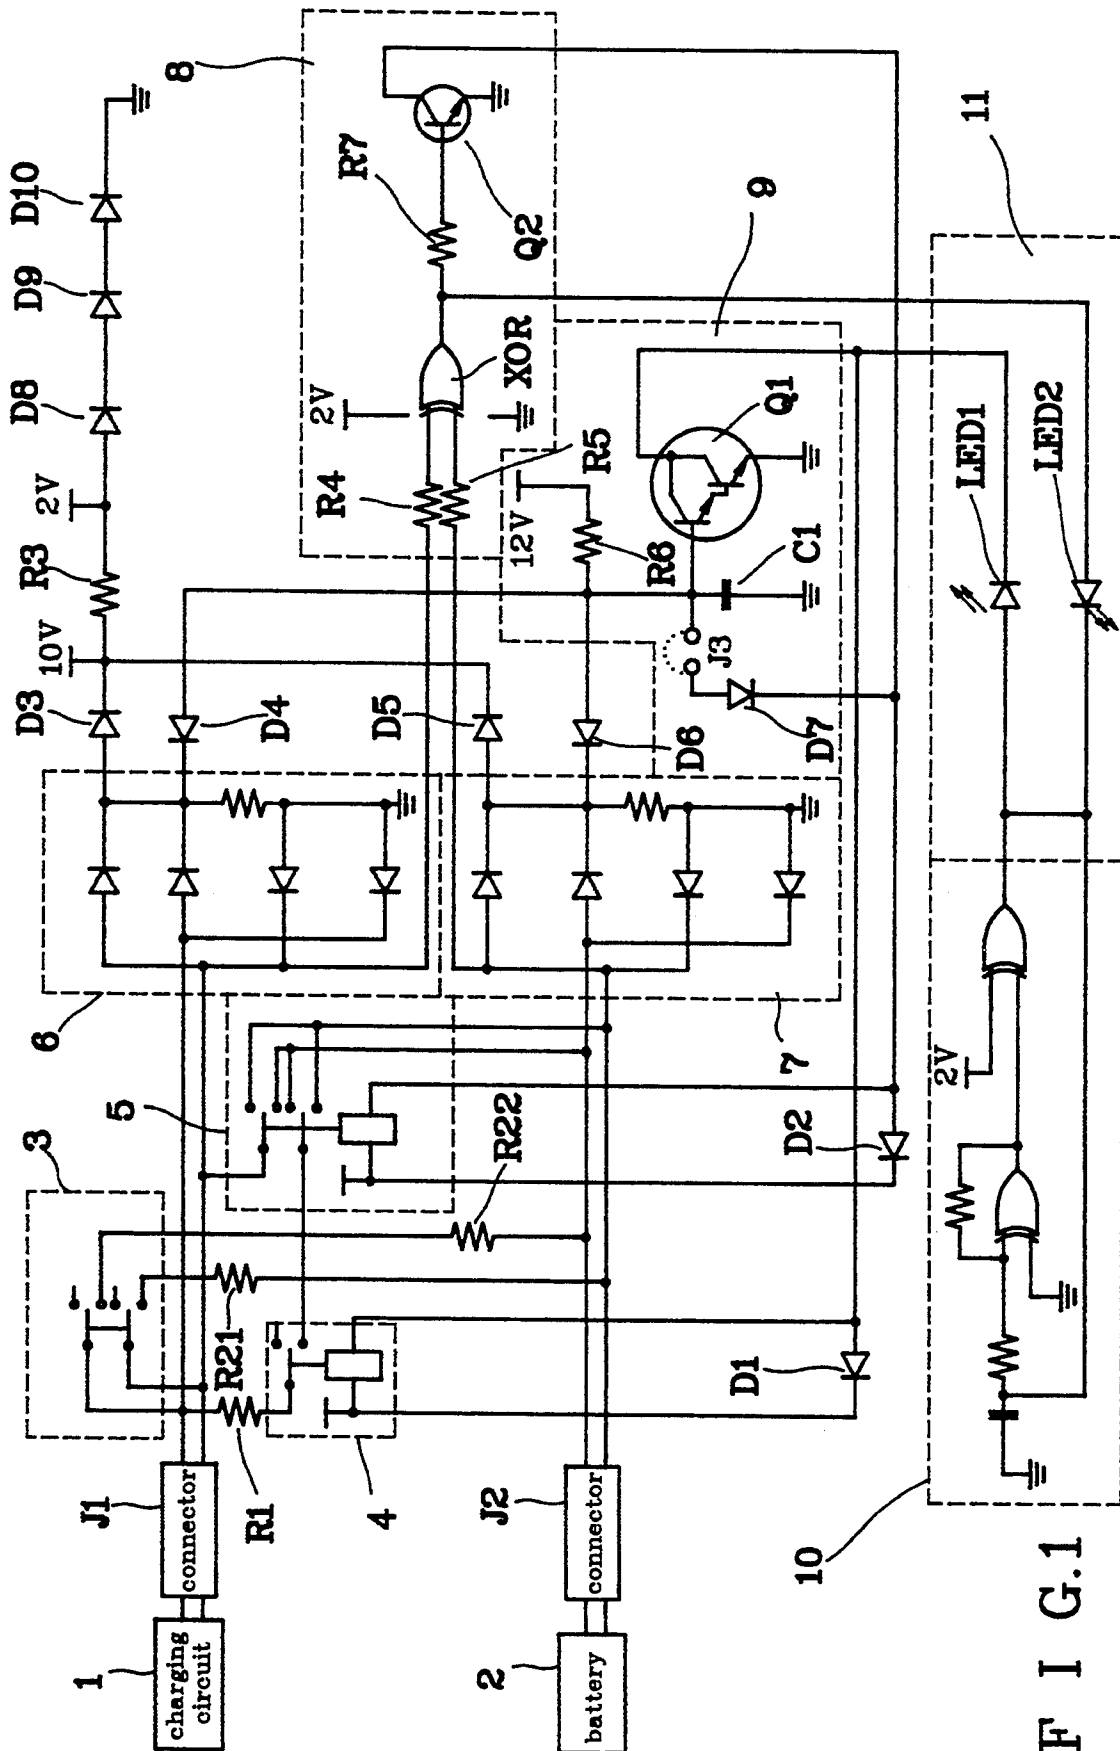 D3
10V
R3
2V
D8
D9
D10
8
D4
R4
2V
XOR
R7
Q2
6
D5
12V
R5
R6
9
3
5
D6
J3
C1
Q1
R21
R22
7
D7
J1
connector
R1
4
D1
D2
1
charging
circuit
J2
connector
2
battery
10
2V
LED1
LED2
11
F I G.1